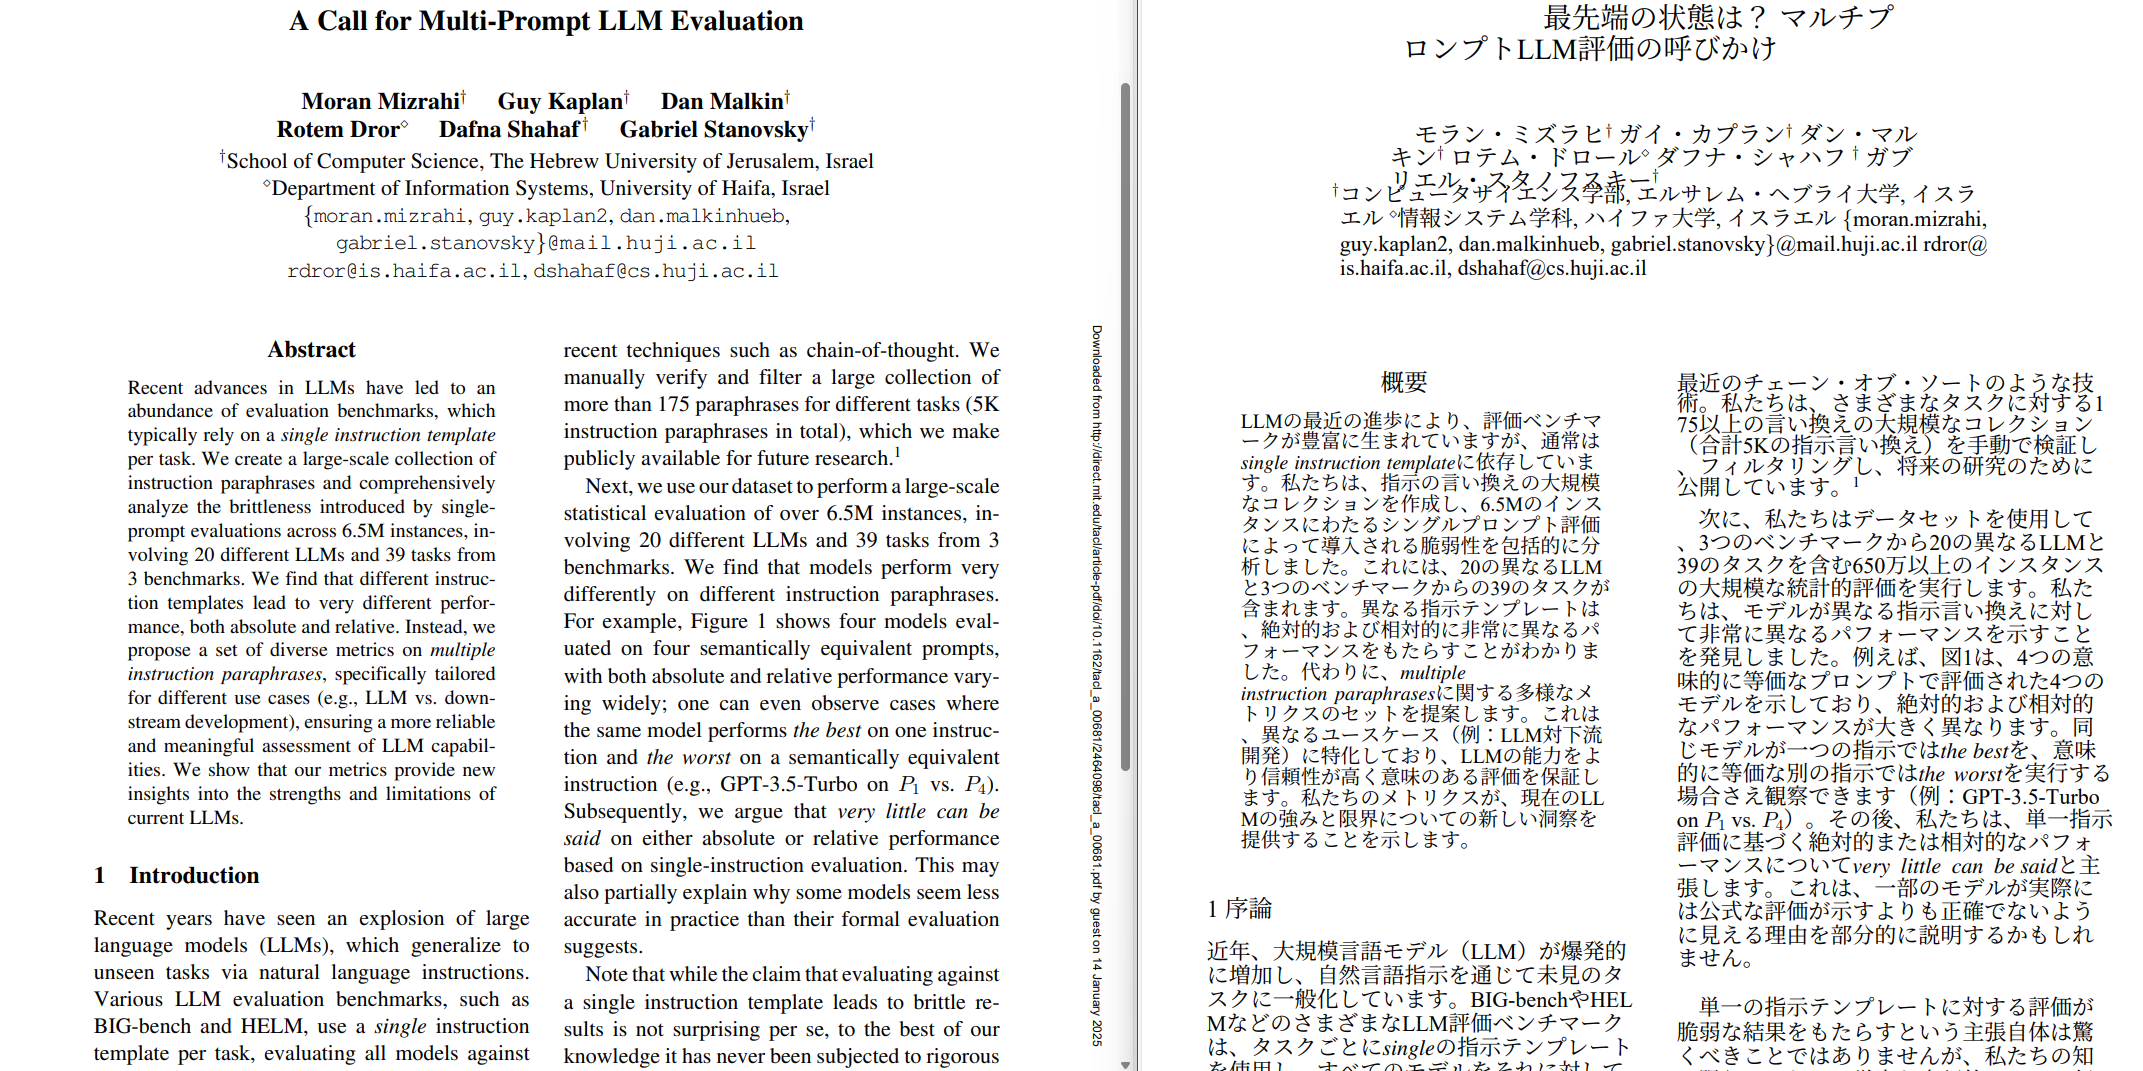 A Call for Multi-Prompt LLM Evaluation
Moran Mizrahi† Guy Kaplan† Dan Malkin†
Rotem Dror◇ Dafna Shahaf† Gabriel Stanovsky†
†School of Computer Science, The Hebrew University of Jerusalem, Israel
◇Department of Information Systems, University of Haifa, Israel
{moran.mizrahi, guy.kaplan2, dan.malkinhueb,
gabriel.stanovsky}@mail.huji.ac.il
rdror@is.haifa.ac.il, dshahaf@cs.huji.ac.il
Abstract
Recent advances in LLMs have led to an
abundance of evaluation benchmarks, which
typically rely on a single instruction template
per task. We create a large-scale collection of
instruction paraphrases and comprehensively
analyze the brittleness introduced by single-
prompt evaluations across 6.5M instances, in-
volving 20 different LLMs and 39 tasks from
3 benchmarks. We find that different instruc-
tion templates lead to very different perfor-
mance, both absolute and relative. Instead, we
propose a set of diverse metrics on multiple
instruction paraphrases, specifically tailored
for different use cases (e.g., LLM vs. down-
stream development), ensuring a more reliable
and meaningful assessment of LLM capabil-
ities. We show that our metrics provide new
insights into the strengths and limitations of
current LLMs.
1 Introduction
Recent years have seen an explosion of large
language models (LLMs), which generalize to
unseen tasks via natural language instructions.
Various LLM evaluation benchmarks, such as
BIG-bench and HELM, use a single instruction
template per task, evaluating all models against
recent techniques such as chain-of-thought. We
manually verify and filter a large collection of
more than 175 paraphrases for different tasks (5K
instruction paraphrases in total), which we make
publicly available for future research.1
Next, we use our dataset to perform a large-scale
statistical evaluation of over 6.5M instances, in-
volving 20 different LLMs and 39 tasks from 3
benchmarks. We find that models perform very
differently on different instruction paraphrases.
For example, Figure 1 shows four models eval-
uated on four semantically equivalent prompts,
with both absolute and relative performance vary-
ing widely; one can even observe cases where
the same model performs the best on one instruc-
tion and the worst on a semantically equivalent
instruction (e.g., GPT-3.5-Turbo on P1 vs. P4).
Subsequently, we argue that very little can be
said on either absolute or relative performance
based on single-instruction evaluation. This may
also partially explain why some models seem less
accurate in practice than their formal evaluation
suggests.
Note that while the claim that evaluating against
a single instruction template leads to brittle re-
sults is not surprising per se, to the best of our
knowledge it has never been subjected to rigorous
Downloaded from http://direct.mit.edu/tacl/article-pdf/doi/10.1162/tacl_a_00681/2464098/tacl_a_00681.pdf by guest on 14 January 2025
最先端の状態は？ マルチプ
ロンプトLLM評価の呼びかけ
モラン・ミズラヒ† ガイ・カプラン† ダン・マル
キン† ロテム・ドロール◇ ダフナ・シャハフ † ガブ
リエル・スタノフスキー†
†コンピュータサイエンス学部, エルサレム・ヘブライ大学, イスラ
エル ◇情報システム学科, ハイファ大学, イスラエル {moran.mizrahi,
guy.kaplan2, dan.malkinhueb, gabriel.stanovsky}@mail.huji.ac.il rdror@
is.haifa.ac.il, dshahaf@cs.huji.ac.il
概要
LLMの最近の進歩により、評価ベンチマ
ークが豊富に生まれていますが、通常は
single instruction templateに依存していま
す。私たちは、指示の言い換えの大規模
なコレクションを作成し、6.5Mのインス
タンスにわたるシングルプロンプト評価
によって導入される脆弱性を包括的に分
析しました。これには、20の異なるLLM
と3つのベンチマークからの39のタスクが
含まれます。異なる指示テンプレートは
、絶対的および相対的に非常に異なるパ
フォーマンスをもたらすことがわかりま
した。代わりに、multiple
instruction paraphrasesに関する多様なメ
トリクスのセットを提案します。これは
、異なるユースケース（例：LLM対下流
開発）に特化しており、LLMの能力をよ
り信頼性が高く意味のある評価を保証し
ます。私たちのメトリクスが、現在のLL
Mの強みと限界についての新しい洞察を
提供することを示します。
1 序論
近年、大規模言語モデル（LLM）が爆発的
に増加し、自然言語指示を通じて未見のタ
スクに一般化しています。BIG-benchやHEL
MなどのさまざまなLLM評価ベンチマーク
は、タスクごとにsingleの指示テンプレート
を使用し、すべてのモデルをそれに対して
最近のチェーン・オブ・ソートのような技
術。私たちは、さまざまなタスクに対する1
75以上の言い換えの大規模なコレクション
（合計5Kの指示言い換え）を手動で検証し
、フィルタリングし、将来の研究のために
公開しています。1
次に、私たちはデータセットを使用して
、3つのベンチマークから20の異なるLLMと
39のタスクを含む650万以上のインスタンス
の大規模な統計的評価を実行します。私た
ちは、モデルが異なる指示言い換えに対し
て非常に異なるパフォーマンスを示すこと
を発見しました。例えば、図1は、4つの意
味的に等価なプロンプトで評価された4つの
モデルを示しており、絶対的および相対的
なパフォーマンスが大きく異なります。同
じモデルが一つの指示ではthe bestを、意味
的に等価な別の指示ではthe worstを実行する
場合さえ観察できます（例：GPT-3.5-Turbo
on P1 vs. P4）。その後、私たちは、単一指示
評価に基づく絶対的または相対的なパフォ
ーマンスについてvery little can be saidと主
張します。これは、一部のモデルが実際に
は公式な評価が示すよりも正確でないよう
に見える理由を部分的に説明するかもしれ
ません。
単一の指示テンプレートに対する評価が
脆弱な結果をもたらすという主張自体は驚
くべきことではありませんが、私たちの知